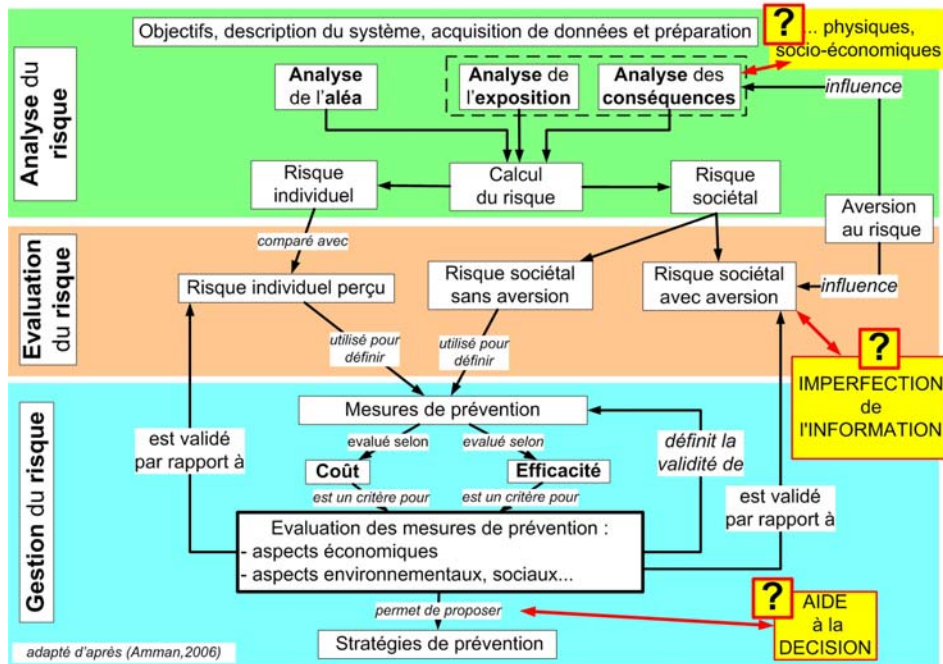 Objectifs, description du système, acquisition de données et préparation
?
... physiques,
socio-économiques
Analyse du
risque
Analyse
de l'aléa
Analyse de
l'exposition
Analyse des
conséquences
influence
Risque
individuel
Calcul
du risque
Risque
sociétal
Aversion
au risque
Evaluation
du risque
comparé avec
Risque individuel perçu
Risque sociétal
sans aversion
Risque sociétal
avec aversion
influence
utilisé pour
définir
utilisé pour
définir
?
IMPERFECTION
de
l'INFORMATION
Gestion du risque
Mesures de prévention
est validé
par rapport à
evalué selon
evalué selon
définit la
validité de
Coût
Efficacité
est un critère pour
est un critère pour
est validé
par rapport à
Evaluation des mesures de prévention :
- aspects économiques
- aspects environnementaux, sociaux...
permet de proposer
?
AIDE
à la
DECISION
Stratégies de prévention
adapté d'après (Amman,2006)